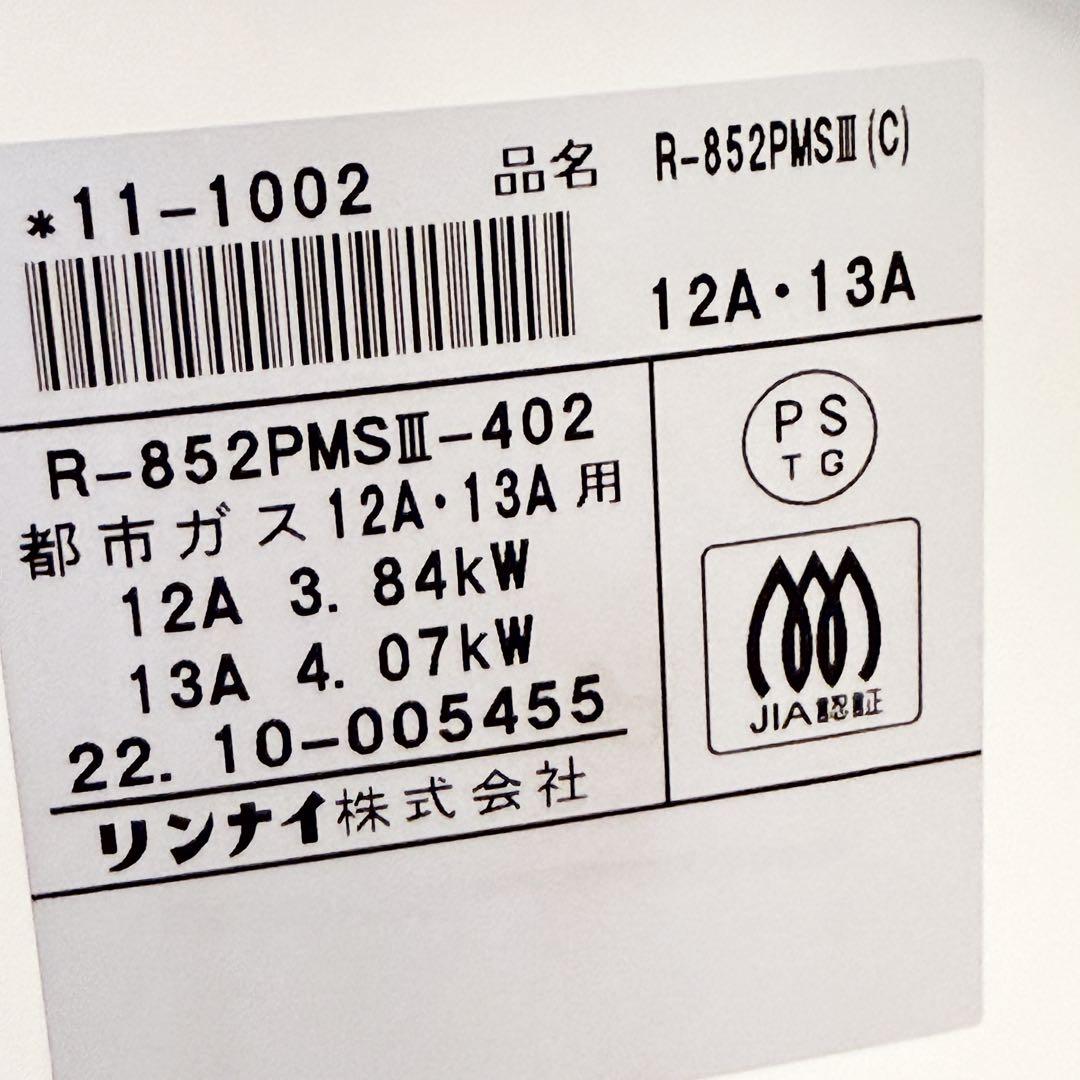 *11-1002
品名 R-852PMSⅢ(C)
12A・13A
R-852PMSⅢ-402
都市ガス12A・13A用
12A 3.84kW
13A 4.07kW
22.10-005455
リンナイ株式会社
PS
TG
JIA認証